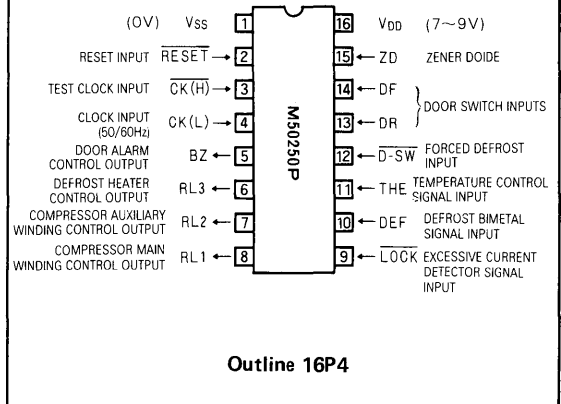 (0V) VSS 1 16 VDD (7~9V)
RESET INPUT RESET 2 15 ZD ZENER DOIDE
TEST CLOCK INPUT CK(H) 3 14 DF
DOOR SWITCH INPUTS
CLOCK INPUT
(50/60Hz) CK(L) 4 13 DR
DOOR ALARM
CONTROL OUTPUT BZ 5 12 D-SW FORCED DEFROST
INPUT
DEFROST HEATER
CONTROL OUTPUT RL3 6 11 THE TEMPERATURE CONTROL
SIGNAL INPUT
COMPRESSOR AUXILIARY
WINDING CONTROL OUTPUT RL2 7 10 DEF DEFROST BIMETAL
SIGNAL INPUT
COMPRESSOR MAIN
WINDING CONTROL OUTPUT RL1 8 9 LOCK EXCESSIVE CURRENT
DETECTOR SIGNAL
INPUT
M50250P
Outline 16P4